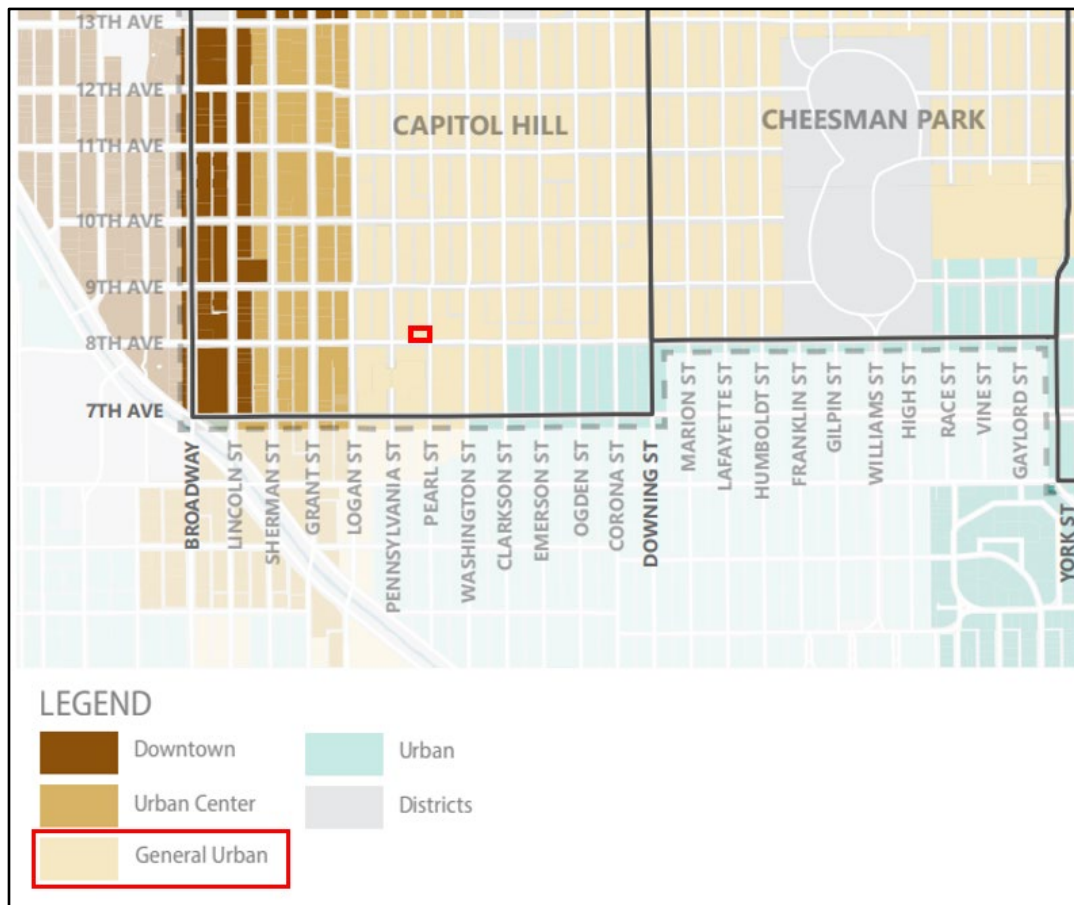 13TH AVE
12TH AVE
CAPITOL HILL
CHEESMAN PARK
11TH AVE
10TH AVE
9TH AVE
8TH AVE
7TH AVE
BROADWAY
LINCOLN ST
SHERMAN ST
GRANT ST
LOGAN ST
PENNSYLVANIA ST
PEARL ST
WASHINGTON ST
CLARKSON ST
EMERSON ST
OGDEN ST
CORONA ST
DOWNING ST
MARION ST
LAFAYETTE ST
HUMBOLDT ST
FRANKLIN ST
GILPIN ST
WILLIAMS ST
HIGH ST
RACE ST
VINE ST
GAYLORD ST
YORK ST
LEGEND
Downtown
Urban
Urban Center
Districts
General Urban